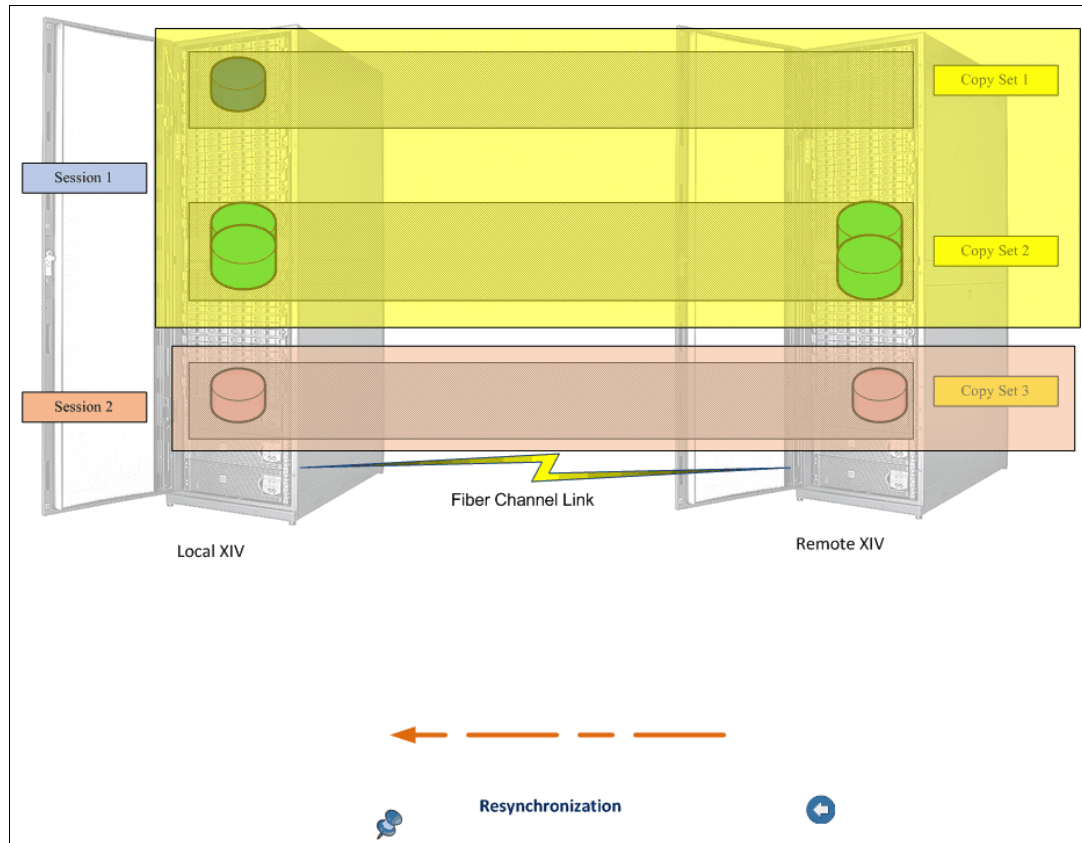 Copy Set 1
Session 1
Copy Set 2
Copy Set 3
Session 2
Fiber Channel Link
Local XIV
Remote XIV
Resynchronization